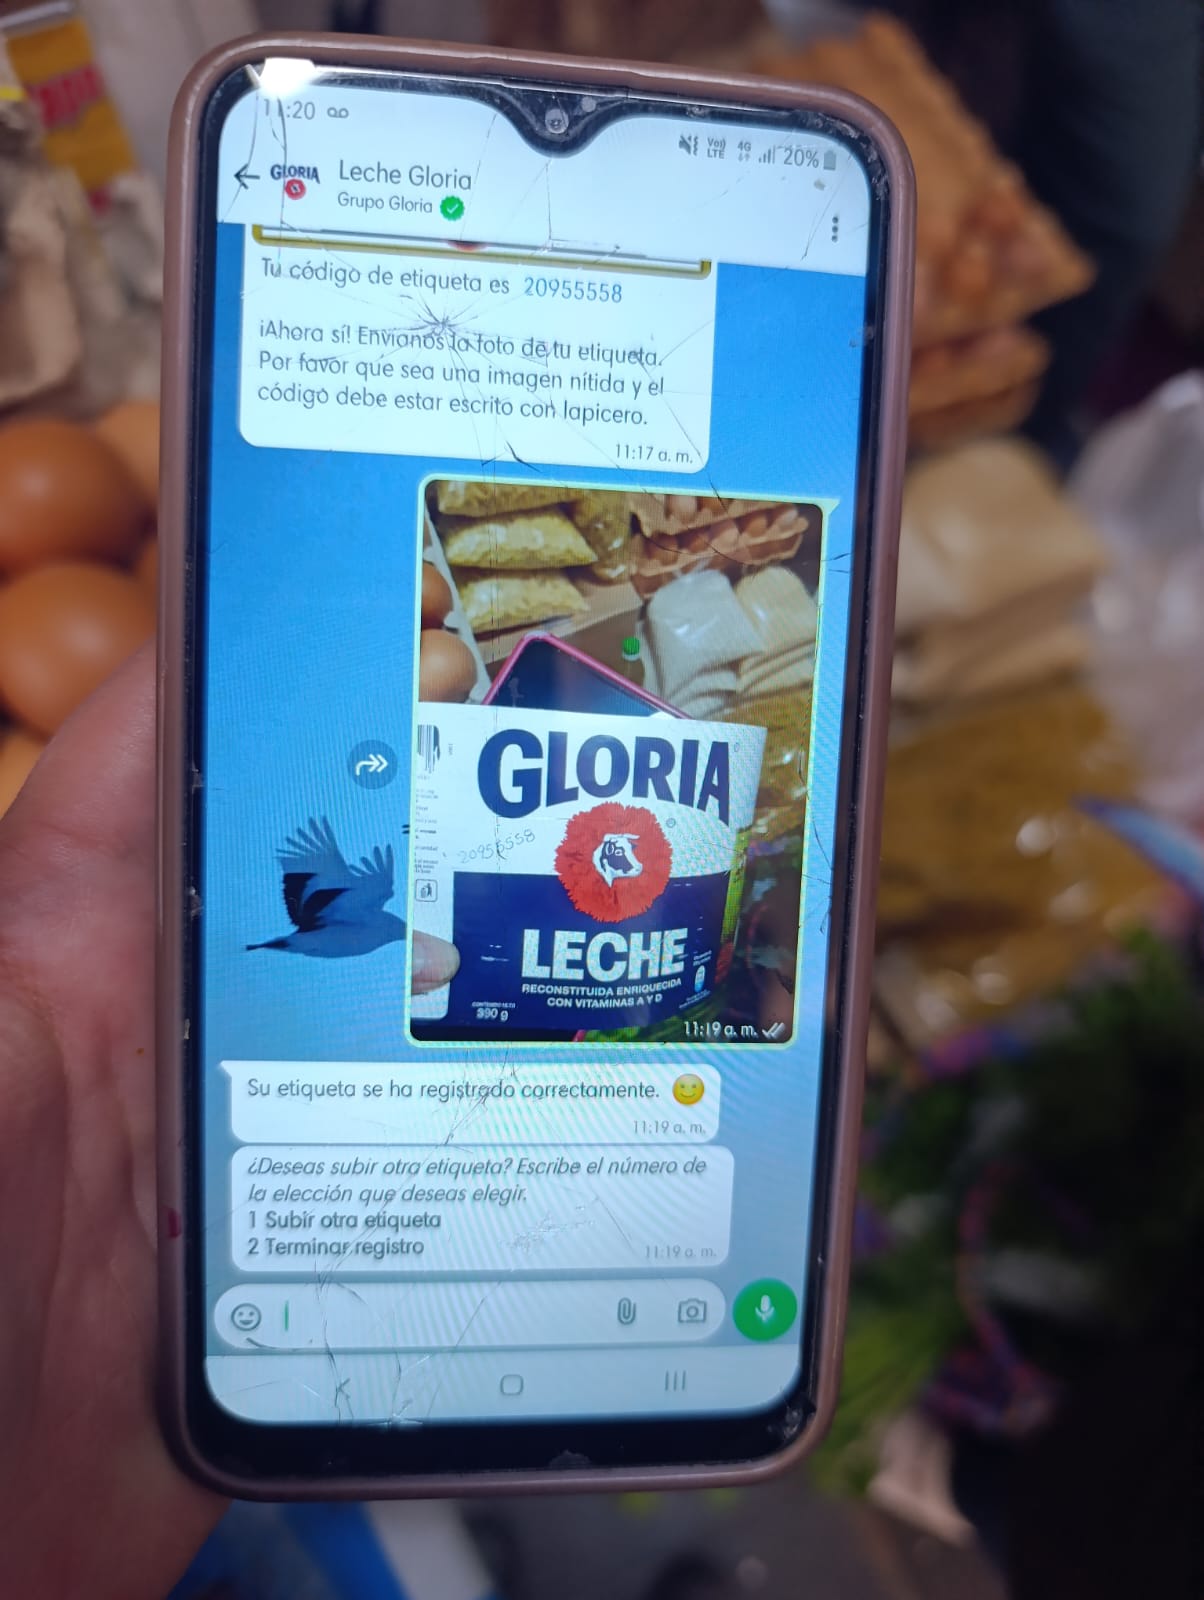 11:20
Vo)) LTE 4G 20%
GLORIA
Leche Gloria
Grupo Gloria
Tu código de etiqueta es 20955558
¡Ahora sí! Envíanos la foto de tu etiqueta.
Por favor que sea una imagen nítida y el
código debe estar escrito con lapicero.
11:17 a. m.
GLORIA
20955558
LECHE
RECONSTITUIDA ENRIQUECIDA
CON VITAMINAS A Y D
CONTENIDO NETO
390 g
11:19 a. m.
Su etiqueta se ha registrado correctamente.
11:19 a. m.
¿Deseas subir otra etiqueta? Escribe el número de
la elección que deseas elegir.
1 Subir otra etiqueta
2 Terminar registro
11:19 a. m.